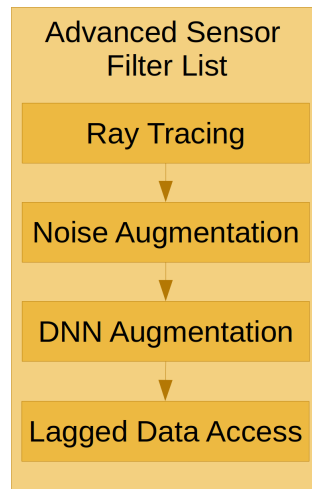 Advanced Sensor
Filter List
Ray Tracing
Noise Augmentation
DNN Augmentation
Lagged Data Access